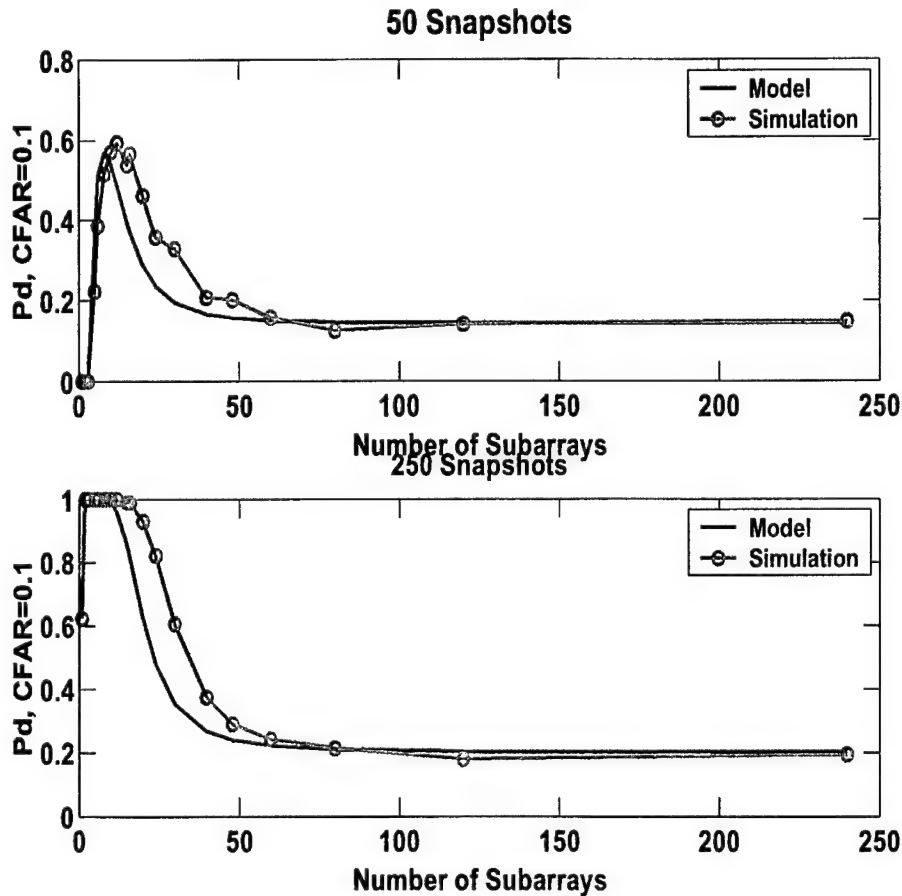 50 Snapshots
0.8
0.6
0.4
0.2
0
Pd, CFAR=0.1
Model
Simulation
0 50 100 150 200 250
Number of Subarrays
250 Snapshots
1
0.8
0.6
0.4
0.2
0
Pd, CFAR=0.1
Model
Simulation
0 50 100 150 200 250
Number of Subarrays